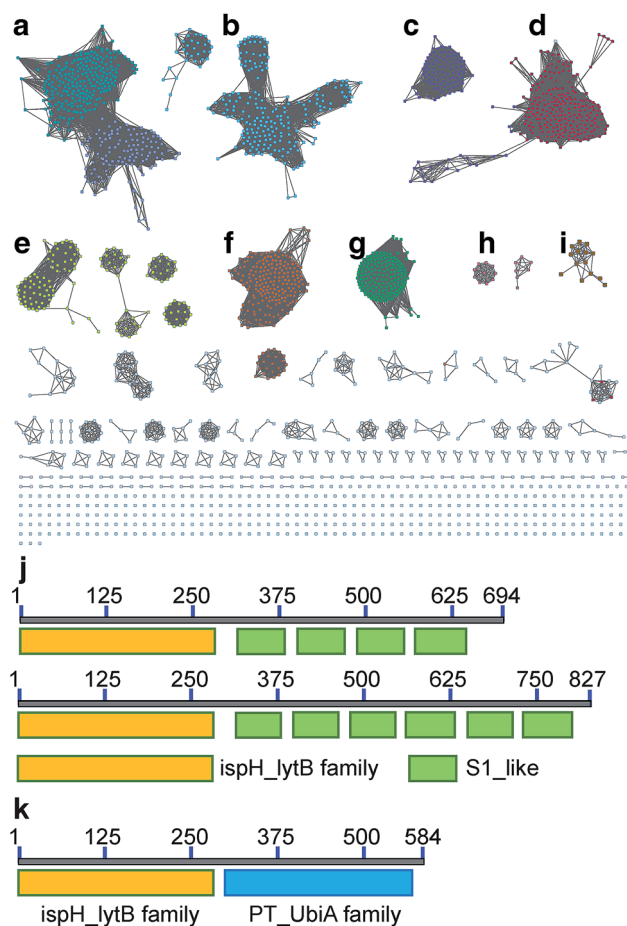 a b c d
e f g h i
j
1 125 250 375 500 625 694
1 125 250 375 500 625 750 827
ispH_lytB family S1_like
k
1 125 250 375 500 584
ispH_lytB family PT_UbiA family